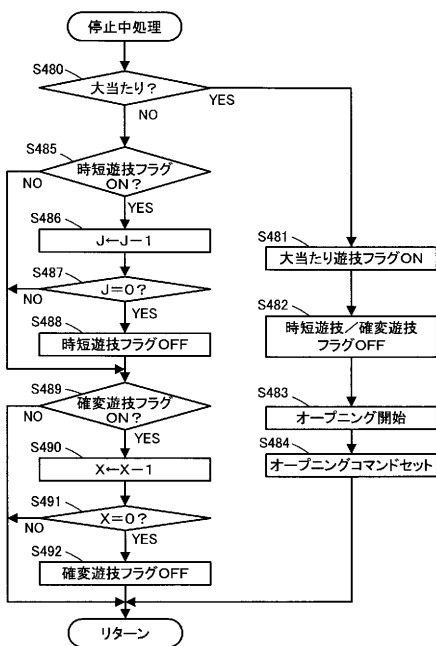 停止中処理
S480
大当たり?
YES
NO
S485
時短遊技フラグ
ON?
NO
YES
S486
J←J−1
S487
J=0?
NO
YES
S488
時短遊技フラグOFF
S489
確変遊技フラグ
ON?
NO
YES
S490
X←X−1
S491
X=0?
NO
YES
S492
確変遊技フラグOFF
S481
大当たり遊技フラグON
S482
時短遊技/確変遊技
フラグOFF
S483
オープニング開始
S484
オープニングコマンドセット
リターン